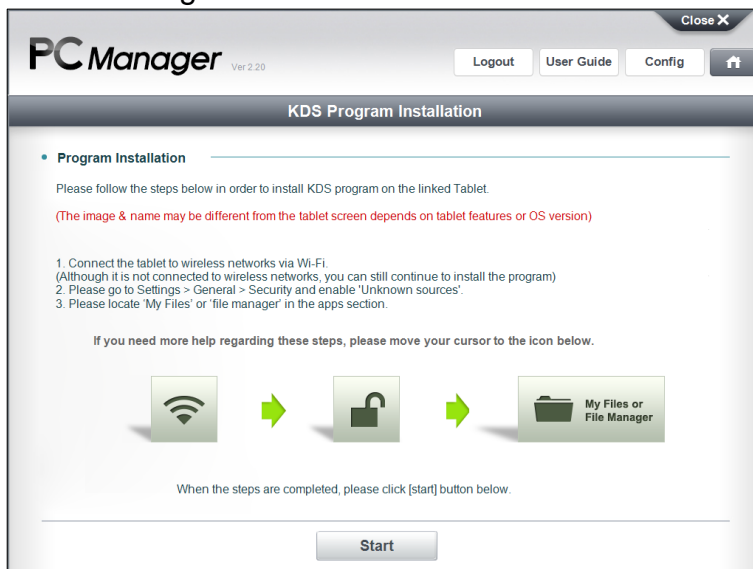 Close X
PC Manager Ver 2.20
Logout
User Guide
Config
KDS Program Installation
• Program Installation
Please follow the steps below in order to install KDS program on the linked Tablet.
(The image & name may be different from the tablet screen depends on tablet features or OS version)
1. Connect the tablet to wireless networks via Wi-Fi.
(Although it is not connected to wireless networks, you can still continue to install the program)
2. Please go to Settings > General > Security and enable 'Unknown sources'.
3. Please locate 'My Files' or 'file manager' in the apps section.
If you need more help regarding these steps, please move your cursor to the icon below.
My Files or
File Manager
When the steps are completed, please click [start] button below.
Start